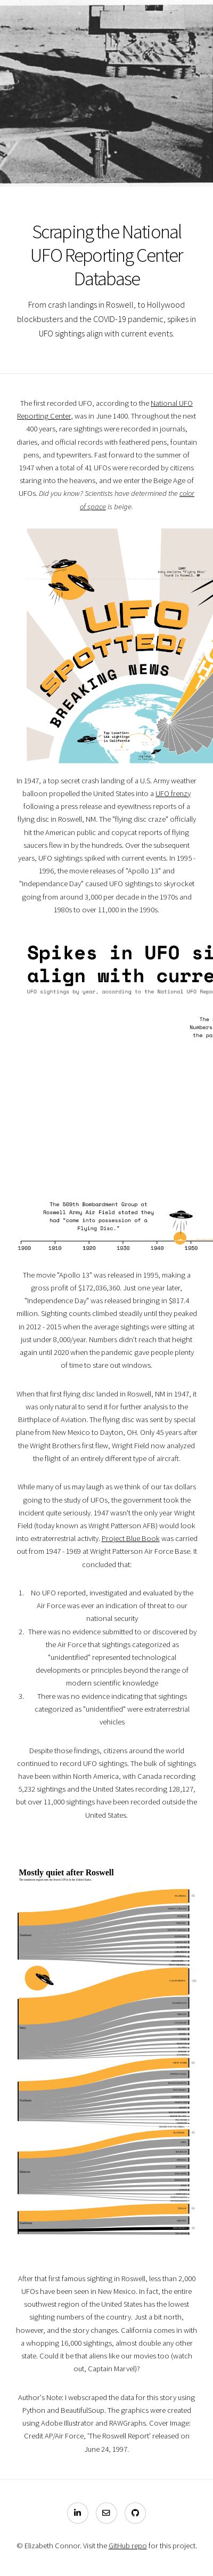 Scraping the National
UFO Reporting Center
Database
From crash landings in Roswell, to Hollywood
blockbusters and the COVID-19 pandemic, spikes in
UFO sightings align with current events.
The first recorded UFO, according to the National UFO
Reporting Center, was in June 1400. Throughout the next
400 years, rare sightings were recorded in journals,
diaries, and official records with feathered pens, fountain
pens, and typewriters. Fast forward to the summer of
1947 when a total of 41 UFOs were recorded by citizens
staring into the heavens, and we enter the Beige Age of
UFOs. Did you know? Scientists have determined the color
of space is beige.
UFO
SPOTTED!
BREAKING NEWS
In 1947, a top secret crash landing of a U.S. Army weather
balloon propelled the United States into a UFO frenzy
following a press release and eyewitness reports of a
flying disc in Roswell, NM. The "flying disc craze" officially
hit the American public and copycat reports of flying
saucers flew in by the hundreds. Over the subsequent
years, UFO sightings spiked with current events. In 1995 -
1996, the movie releases of "Apollo 13" and
"Independance Day" caused UFO sightings to skyrocket
going from around 3,000 per decade in the 1970s and
1980s to over 11,000 in the 1990s.
Spikes in UFO si
align with curre
UFO sightings by year, according to the National UFO Repo
The
Numbers
the pa
The 509th Bombardment Group at
Roswell Army Air Field stated they
had "come into possession of a
Flying Disc."
1900 1910 1920 1930 1940 1950
The movie "Apollo 13" was released in 1995, making a
gross profit of $172,036,360. Just one year later,
"Independence Day" was released bringing in $817.4
million. Sighting counts climbed steadily until they peaked
in 2012 - 2015 when the average sightings were sitting at
just under 8,000/year. Numbers didn't reach that height
again until 2020 when the pandemic gave people plenty
of time to stare out windows.
When that first flying disc landed in Roswell, NM in 1947, it
was only natural to send it for further analysis to the
Birthplace of Aviation. The flying disc was sent by special
plane from New Mexico to Dayton, OH. Only 45 years after
the Wright Brothers first flew, Wright Field now analyzed
the flight of an entirely different type of aircraft.
While many of us may laugh as we think of our tax dollars
going to the study of UFOs, the government took the
incident quite seriously. 1947 wasn't the only year Wright
Field (today known as Wright Patterson AFB) would look
into extraterrestrial activity. Project Blue Book was carried
out from 1947 - 1969 at Wright Patterson Air Force Base. It
concluded that:
1. No UFO reported, investigated and evaluated by the
Air Force was ever an indication of threat to our
national security
2. There was no evidence submitted to or discovered by
the Air Force that sightings categorized as
"unidentified" represented technological
developments or principles beyond the range of
modern scientific knowledge
3. There was no evidence indicating that sightings
categorized as "unidentified" were extraterrestrial
vehicles
Despite those findings, citizens around the world
continued to record UFO sightings. The bulk of sightings
have been within North America, with Canada recording
5,232 sightings and the United States recording 128,127,
but over 11,000 sightings have been recorded outside the
United States.
Mostly quiet after Roswell
After that first famous sighting in Roswell, less than 2,000
UFOs have been seen in New Mexico. In fact, the entire
southwest region of the United States has the lowest
sighting numbers of the country. Just a bit north,
however, and the story changes. California comes in with
a whopping 16,000 sightings, almost double any other
state. Could it be that aliens like our movies too (watch
out, Captain Marvel)?
Author's Note: I webscraped the data for this story using
Python and BeautifulSoup. The graphics were created
using Adobe Illustrator and RAWGraphs. Cover Image:
Credit AP/Air Force, 'The Roswell Report' released on
June 24, 1997.
© Elizabeth Connor. Visit the GitHub repo for this project.